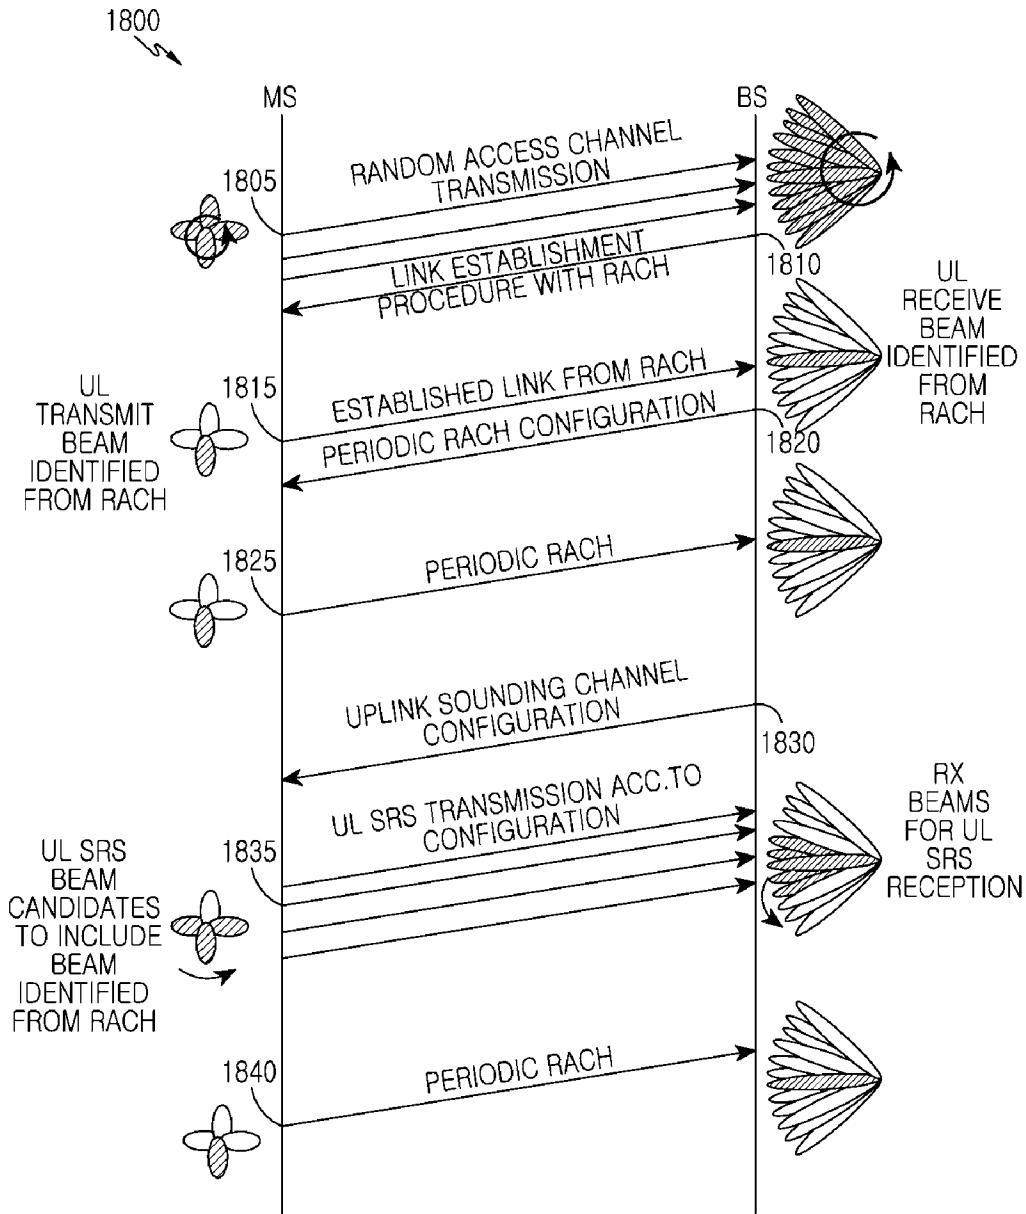 1800
MS
BS
1805
RANDOM ACCESS CHANNEL
TRANSMISSION
LINK ESTABLISHMENT
PROCEDURE WITH RACH
1810
UL
RECEIVE
BEAM
IDENTIFIED
FROM
RACH
UL
TRANSMIT
BEAM
IDENTIFIED
FROM RACH
1815
ESTABLISHED LINK FROM RACH
PERIODIC RACH CONFIGURATION
1820
1825
PERIODIC RACH
UPLINK SOUNDING CHANNEL
CONFIGURATION
1830
UL SRS TRANSMISSION ACC.TO
CONFIGURATION
RX
BEAMS
FOR UL
SRS
RECEPTION
1835
UL SRS
BEAM
CANDIDATES
TO INCLUDE
BEAM
IDENTIFIED
FROM RACH
1840
PERIODIC RACH